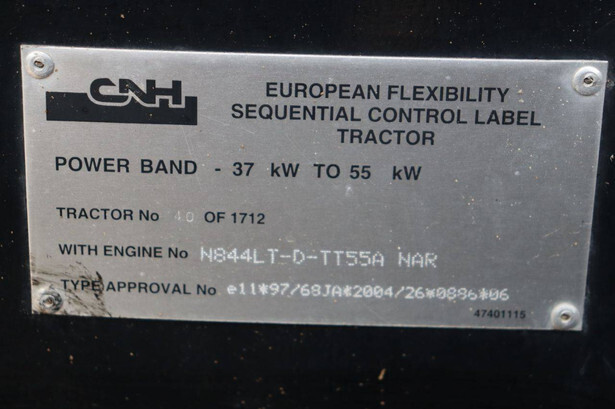 CNH
EUROPEAN FLEXIBILITY
SEQUENTIAL CONTROL LABEL
TRACTOR
POWER BAND - 37 kW TO 55 kW
TRACTOR No 40 OF 1712
WITH ENGINE No N844LT-D-TT55A NAR
TYPE APPROVAL No e11*97/68JA*2004/26*0886*06
47401115